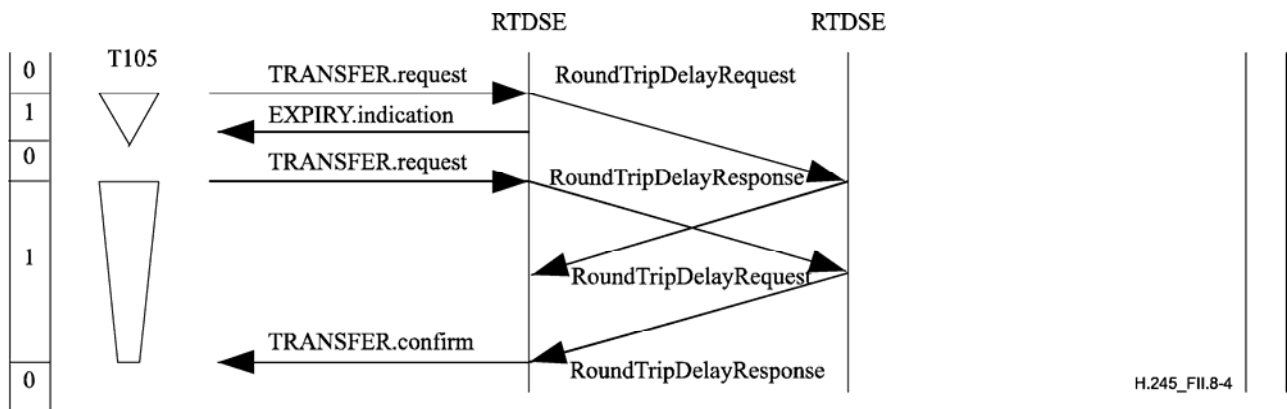 RTDSE RTDSE
T105
0 TRANSFER.request RoundTripDelayRequest
1 EXPIRY.indication
0 TRANSFER.request RoundTripDelayResponse
1 RoundTripDelayRequest
TRANSFER.confirm RoundTripDelayResponse
0 H.245_FII.8-4